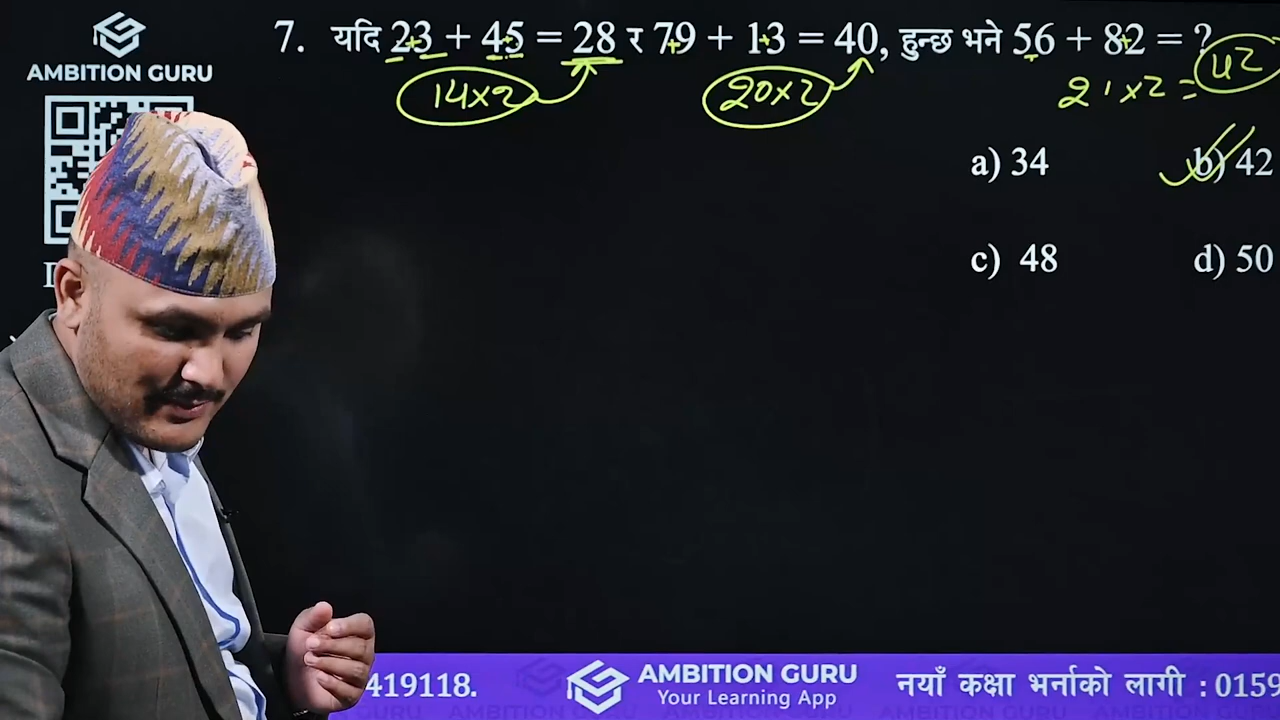 AMBITION GURU
7. यदि 23 + 45 = 28 र 79 + 13 = 40, हुन्छ भने 56 + 82 = ?
14×2
20×2
21×2 = 42
a) 34
b) 42
c) 48
d) 50
419118.
AMBITION GURU
Your Learning App
नयाँ कक्षा भर्नाको लागी : 0159